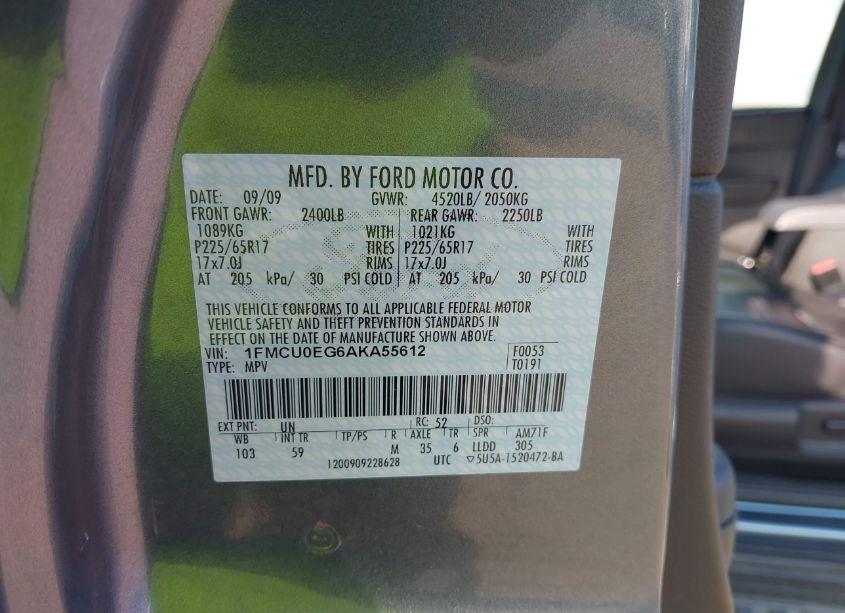 MFD. BY FORD MOTOR CO.
DATE: 09/09 GVWR: 4520LB/ 2050KG
FRONT GAWR: 2400LB REAR GAWR: 2250LB
1089KG WITH 1021KG WITH
P225/65R17 TIRES P225/65R17 TIRES
17x7.0J RIMS 17x7.0J RIMS
AT 205 kPa/ 30 PSI COLD AT 205 kPa/ 30 PSI COLD
THIS VEHICLE CONFORMS TO ALL APPLICABLE FEDERAL MOTOR
VEHICLE SAFETY AND THEFT PREVENTION STANDARDS IN
EFFECT ON THE DATE OF MANUFACTURE SHOWN ABOVE.
VIN: 1FMCU0EG6AKA55612 F0053
TYPE: MPV T0191
EXT PNT: UN RC: 52 DSO:
WB INT TR TP/PS R AXLE TR SPR AM71F
103 59 M 35 6 LLDD 305
1200909228628 UTC ▽5U5A-1520472-BA